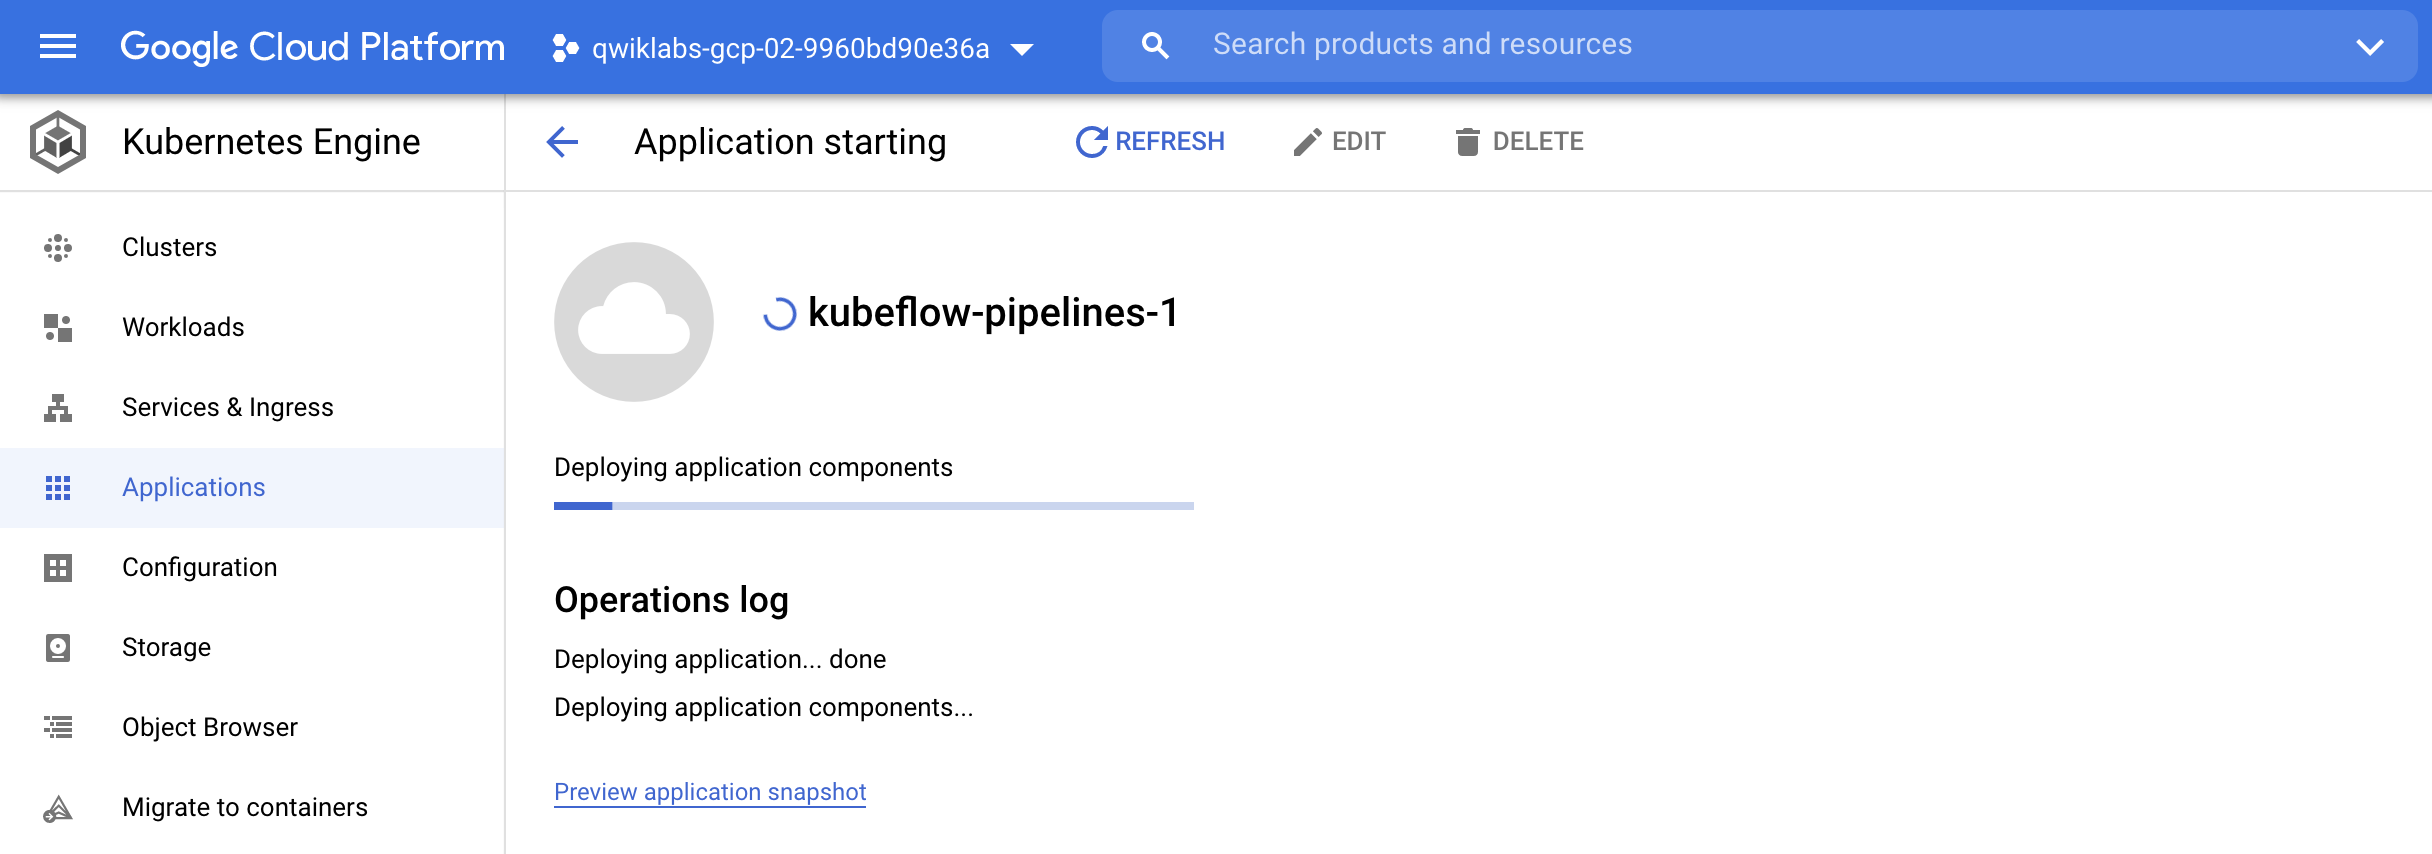 Google Cloud Platform
qwiklabs-gcp-02-9960bd90e36a
Search products and resources
Kubernetes Engine
Application starting
REFRESH
EDIT
DELETE
Clusters
Workloads
Services & Ingress
Applications
Configuration
Storage
Object Browser
Migrate to containers
kubeflow-pipelines-1
Deploying application components
Operations log
Deploying application... done
Deploying application components...
Preview application snapshot